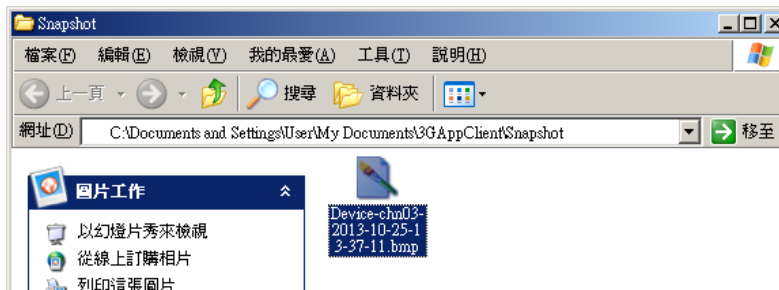 Snapshot
檔案(F) 編輯(E) 檢視(V) 我的最愛(A) 工具(T) 說明(H)
上一頁 搜尋 資料夾
網址(D) C:\Documents and Settings\User\My Documents\3GAppClient\Snapshot 移至
圖片工作
以幻燈片秀來檢視
從線上訂購相片
列印這張圖片
Device-chn03-
2013-10-25-1
3-37-11.bmp